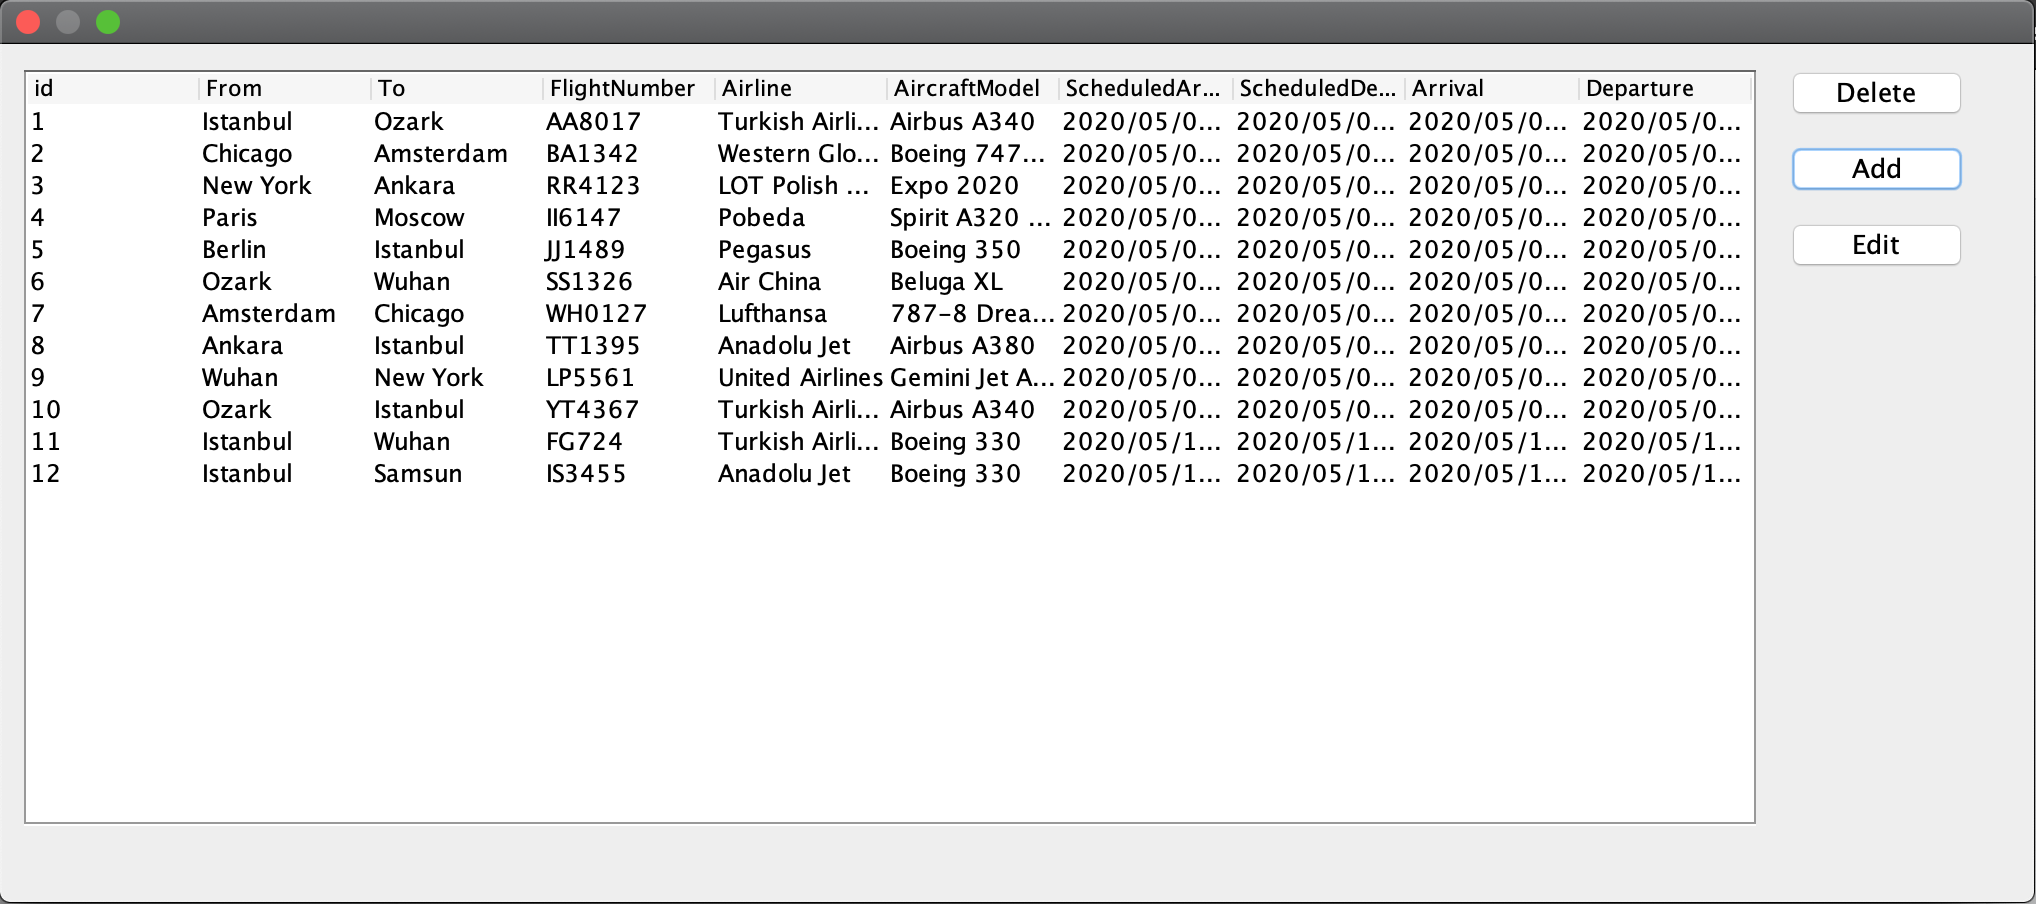 id From To FlightNumber Airline AircraftModel ScheduledAr... ScheduledDe... Arrival Departure
1 Istanbul Ozark AA8017 Turkish Airli... Airbus A340 2020/05/0... 2020/05/0... 2020/05/0... 2020/05/0...
2 Chicago Amsterdam BA1342 Western Glo... Boeing 747... 2020/05/0... 2020/05/0... 2020/05/0... 2020/05/0...
3 New York Ankara RR4123 LOT Polish ... Expo 2020 2020/05/0... 2020/05/0... 2020/05/0... 2020/05/0...
4 Paris Moscow II6147 Pobeda Spirit A320 ... 2020/05/0... 2020/05/0... 2020/05/0... 2020/05/0...
5 Berlin Istanbul JJ1489 Pegasus Boeing 350 2020/05/0... 2020/05/0... 2020/05/0... 2020/05/0...
6 Ozark Wuhan SS1326 Air China Beluga XL 2020/05/0... 2020/05/0... 2020/05/0... 2020/05/0...
7 Amsterdam Chicago WH0127 Lufthansa 787-8 Drea... 2020/05/0... 2020/05/0... 2020/05/0... 2020/05/0...
8 Ankara Istanbul TT1395 Anadolu Jet Airbus A380 2020/05/0... 2020/05/0... 2020/05/0... 2020/05/0...
9 Wuhan New York LP5561 United Airlines Gemini Jet A... 2020/05/0... 2020/05/0... 2020/05/0... 2020/05/0...
10 Ozark Istanbul YT4367 Turkish Airli... Airbus A340 2020/05/0... 2020/05/0... 2020/05/0... 2020/05/0...
11 Istanbul Wuhan FG724 Turkish Airli... Boeing 330 2020/05/1... 2020/05/1... 2020/05/1... 2020/05/1...
12 Istanbul Samsun IS3455 Anadolu Jet Boeing 330 2020/05/1... 2020/05/1... 2020/05/1... 2020/05/1...
Delete
Add
Edit